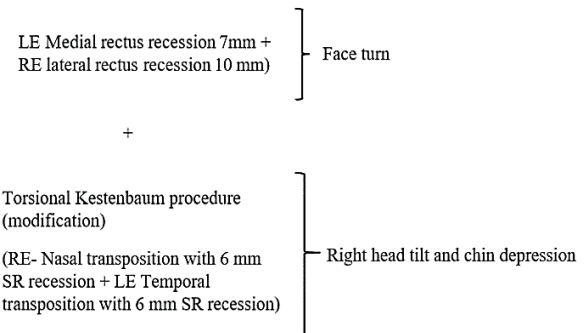 LE Medial rectus recession 7mm +
RE lateral rectus recession 10 mm)
Face turn
+
Torsional Kestenbaum procedure
(modification)
(RE- Nasal transposition with 6 mm
SR recession + LE Temporal
transposition with 6 mm SR recession)
Right head tilt and chin depression